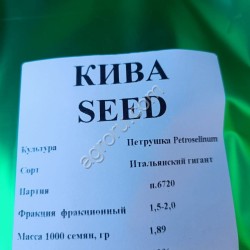 КИВА
SEED
Культура Петрушка Petroselinum
Сорт Итальянский гигант
Партия п.6720
Фракция фракционный 1,5-2,0
Масса 1000 семян, гр 1,89